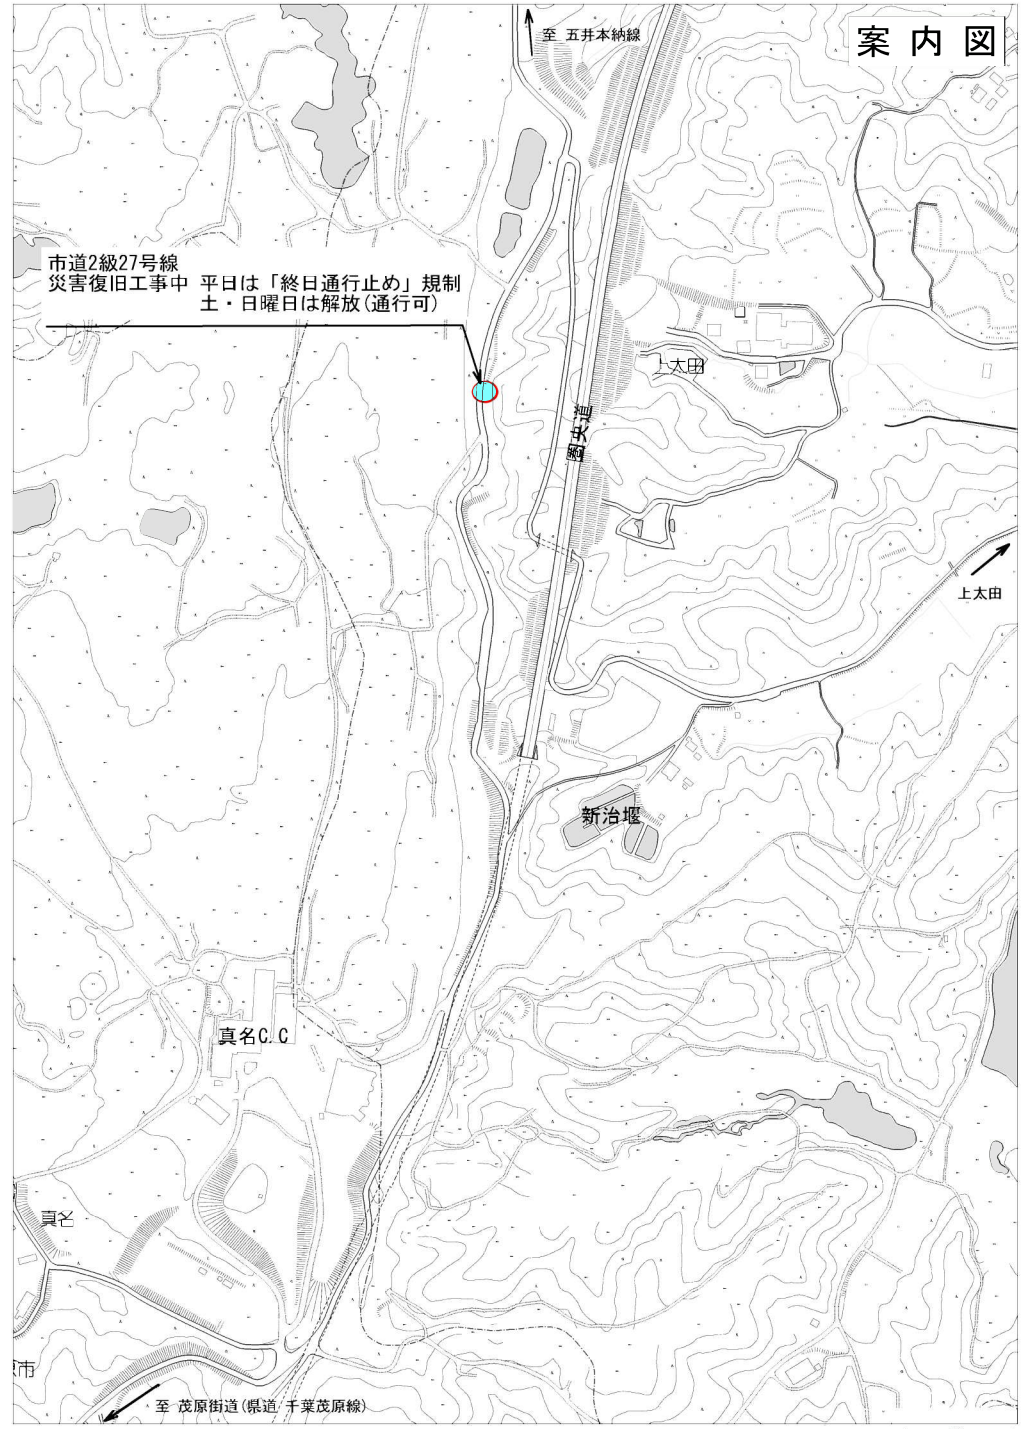 至 五井本納線
案 内 図
市道2級27号線
災害復旧工事中 平日は「終日通行止め」規制
土・日曜日は解放(通行可)
上太田
圏央道
上太田
新治堰
真名C.C
真名
市
至 茂原街道(県道 千葉茂原線)